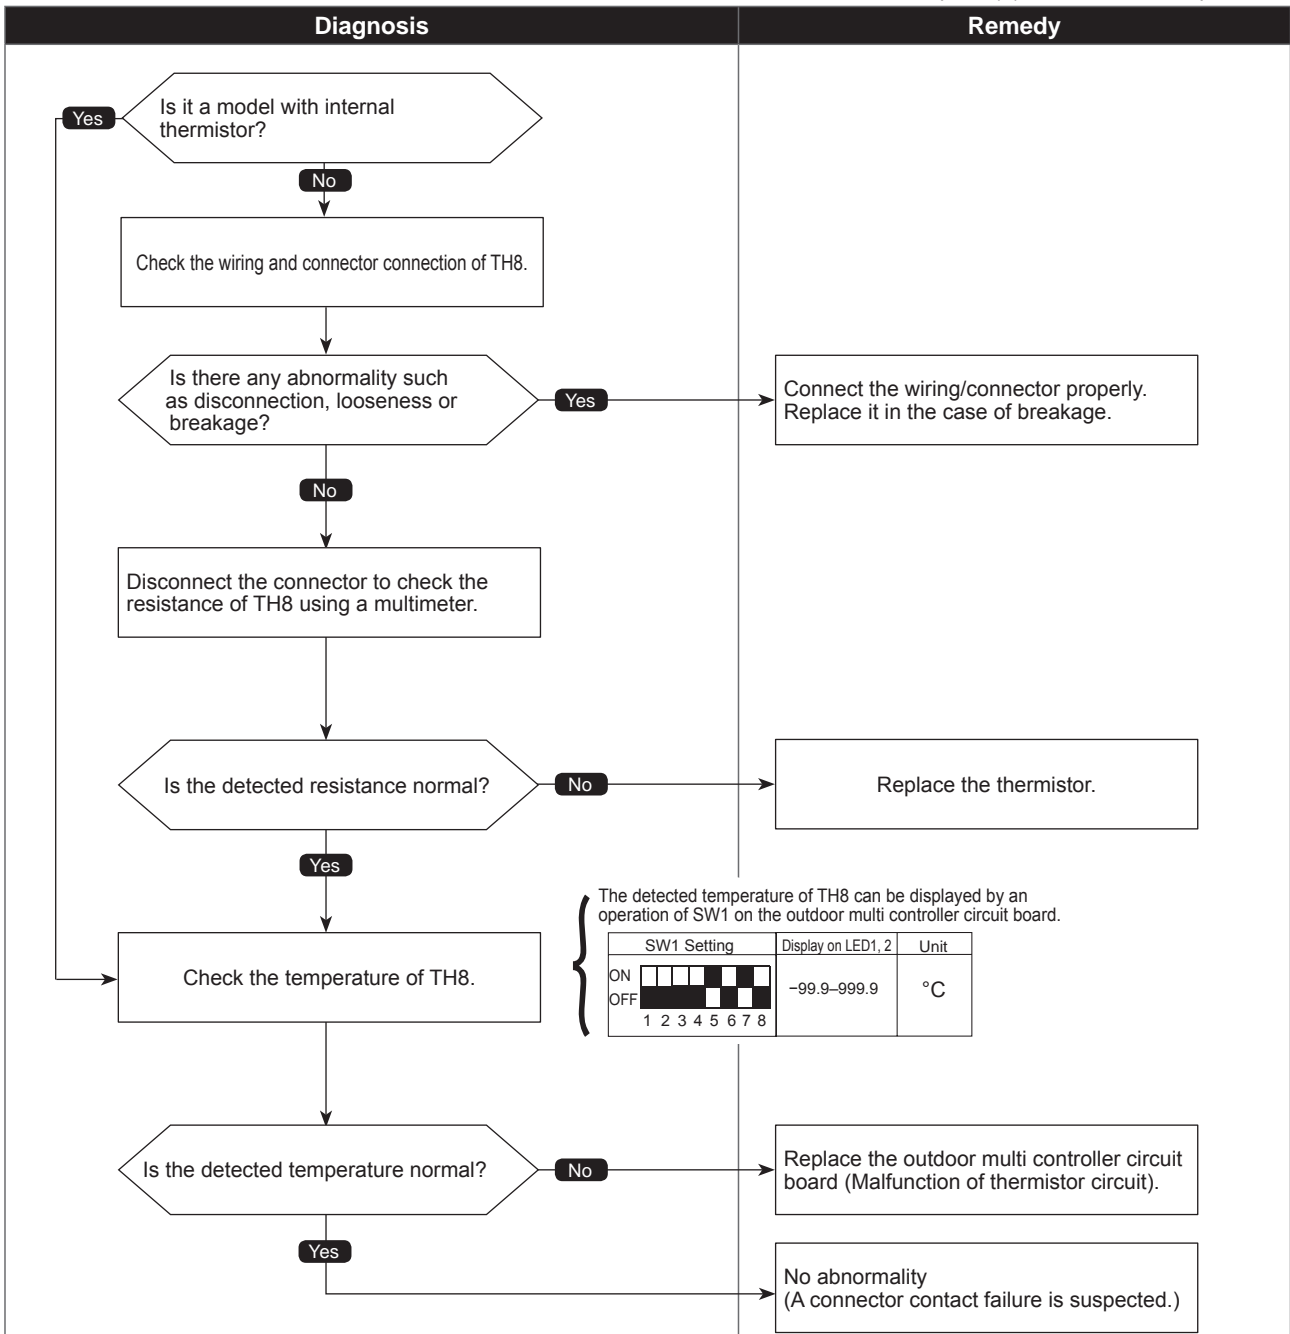 Diagnosis
Remedy
Is it a model with internal
thermistor?
Yes
No
Check the wiring and connector connection of TH8.
Is there any abnormality such
as disconnection, looseness or
breakage?
Yes
Connect the wiring/connector properly.
Replace it in the case of breakage.
No
Disconnect the connector to check the
resistance of TH8 using a multimeter.
Is the detected resistance normal?
No
Replace the thermistor.
Yes
The detected temperature of TH8 can be displayed by an
operation of SW1 on the outdoor multi controller circuit board.
SW1 Setting
Display on LED1, 2
Unit
ON
OFF
1 2 3 4 5 6 7 8
−99.9–999.9
°C
Check the temperature of TH8.
Is the detected temperature normal?
No
Replace the outdoor multi controller circuit
board (Malfunction of thermistor circuit).
Yes
No abnormality
(A connector contact failure is suspected.)